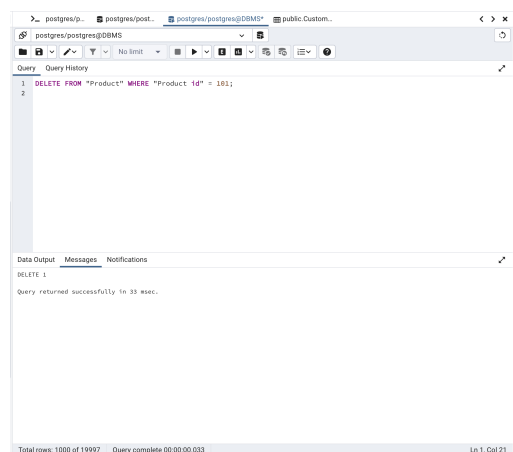 postgres/p... postgres/post... postgres/postgres@DBMS* public.Custom...
postgres/postgres@DBMS
No limit
Query Query History
1 DELETE FROM "Product" WHERE "Product id" = 101;
2
Data Output Messages Notifications
DELETE 1
Query returned successfully in 33 msec.
Total rows: 1000 of 19997 Query complete 00:00:00.033 Ln 1, Col 21